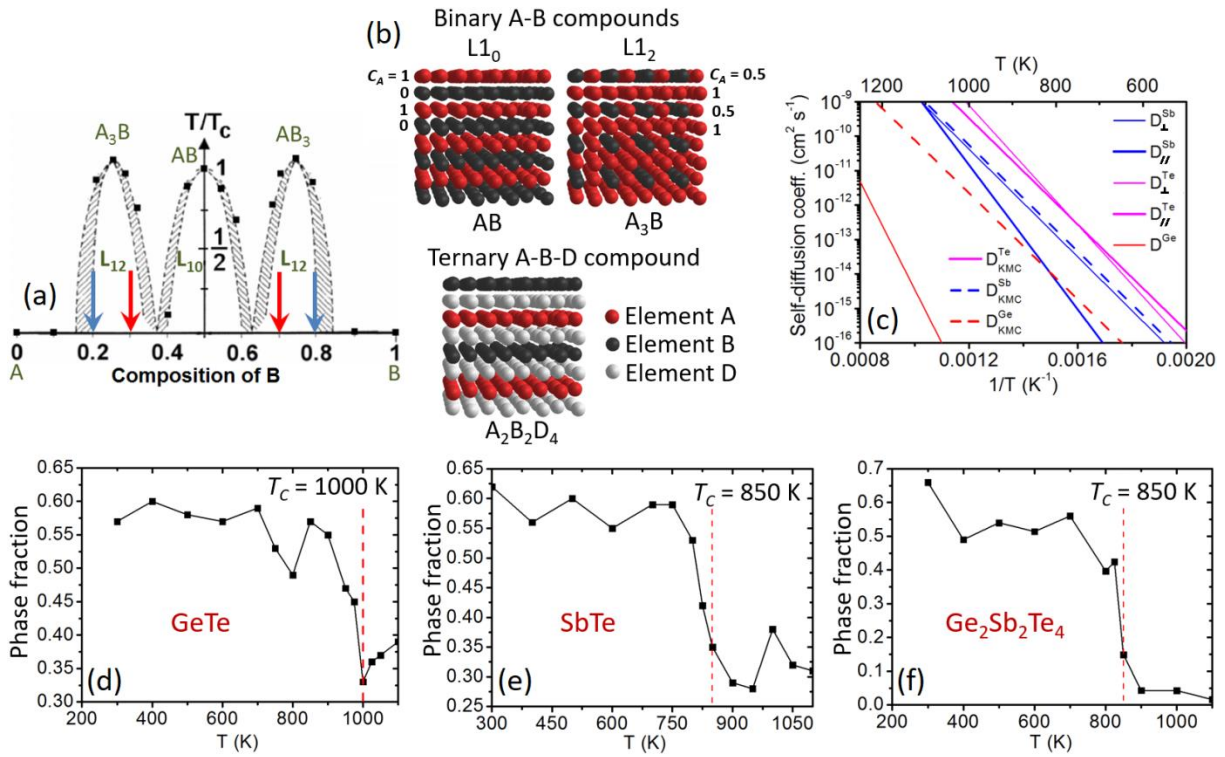 Binary A-B compounds
(b)
L1₀
L1₂
C_A = 1
0
1
0
C_A = 0.5
1
0.5
1
AB
A₃B
Ternary A-B-D compound
Element A
Element B
Element D
A₂B₂D₄
T/T_C
A₃B
AB
AB₃
1
1/2
L₁₂
L₁₀
L₁₂
(a)
0
0.2
0.4
0.6
0.8
1
A
Composition of B
B
T (K)
1200
1000
800
600
Self-diffusion coeff. (cm² s⁻¹)
10⁻⁹
10⁻¹⁰
10⁻¹¹
10⁻¹²
10⁻¹³
10⁻¹⁴
10⁻¹⁵
10⁻¹⁶
D⊥^Sb
D//^Sb
D⊥^Te
D//^Te
D^Ge
D_KMC^Te
D_KMC^Sb
D_KMC^Ge
(c)
0.0008
0.0012
0.0016
0.0020
1/T (K⁻¹)
Phase fraction
0.65
0.60
0.55
0.50
0.45
0.40
0.35
0.30
T_C = 1000 K
GeTe
(d)
200
400
600
800
1000
T (K)
Phase fraction
0.65
0.60
0.55
0.50
0.45
0.40
0.35
0.30
0.25
T_C = 850 K
SbTe
(e)
300
450
600
750
900
1050
T (K)
Phase fraction
0.7
0.6
0.5
0.4
0.3
0.2
0.1
0.0
T_C = 850 K
Ge₂Sb₂Te₄
(f)
200
400
600
800
1000
T (K)